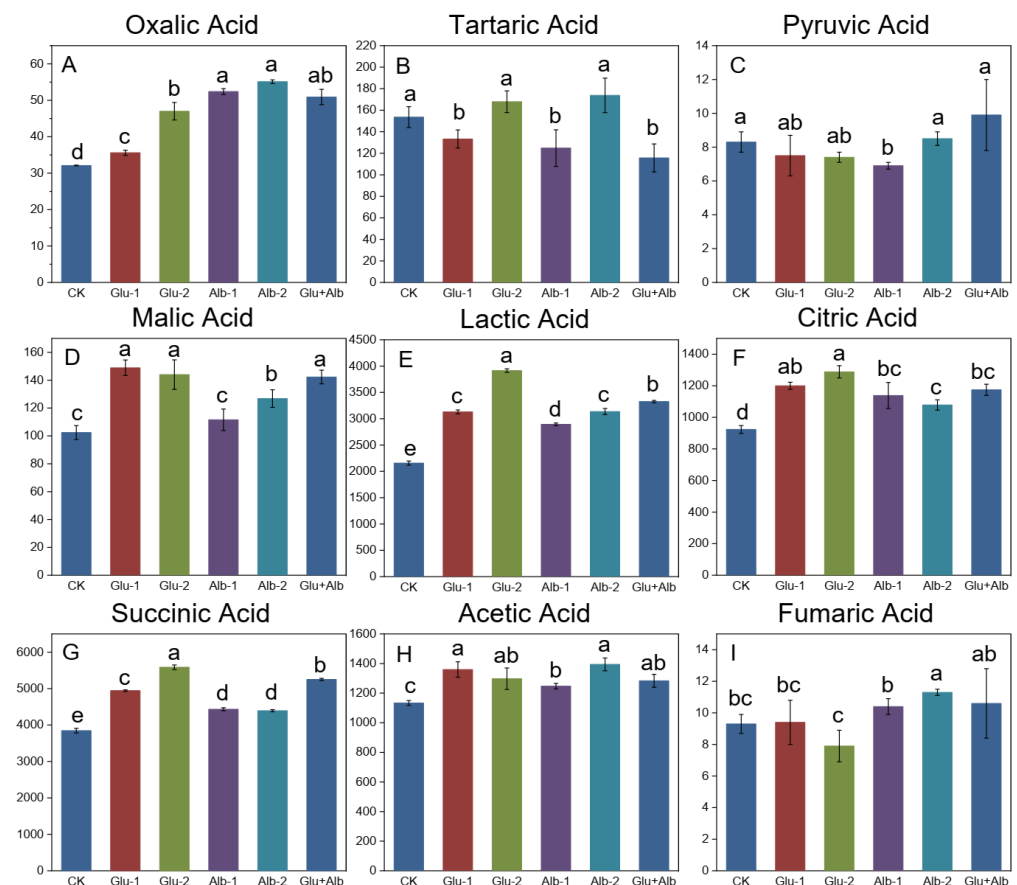 Oxalic Acid Tartaric Acid Pyruvic Acid
A
60
50
40
30
20
10
0
d c b a a ab
CK Glu-1 Glu-2 Alb-1 Alb-2 Glu+Alb
B
220
200
180
160
140
120
100
80
60
40
20
0
a b a b a b
CK Glu-1 Glu-2 Alb-1 Alb-2 Glu+Alb
C
14
12
10
8
6
4
2
0
a ab ab b a a
CK Glu-1 Glu-2 Alb-1 Alb-2 Glu+Alb
Malic Acid Lactic Acid Citric Acid
D
160
140
120
100
80
60
40
20
0
c a a c b a
CK Glu-1 Glu-2 Alb-1 Alb-2 Glu+Alb
E
4500
4000
3500
3000
2500
2000
1500
1000
500
0
e c a d c b
CK Glu-1 Glu-2 Alb-1 Alb-2 Glu+Alb
F
1400
1200
1000
800
600
400
200
0
d ab a bc c bc
CK Glu-1 Glu-2 Alb-1 Alb-2 Glu+Alb
Succinic Acid Acetic Acid Fumaric Acid
G
6000
5000
4000
3000
2000
1000
0
e c a d d b
CK Glu-1 Glu-2 Alb-1 Alb-2 Glu+Alb
H
1600
1400
1200
1000
800
600
400
200
0
c a ab b a ab
CK Glu-1 Glu-2 Alb-1 Alb-2 Glu+Alb
I
14
12
10
8
6
4
2
0
bc bc c b a ab
CK Glu-1 Glu-2 Alb-1 Alb-2 Glu+Alb